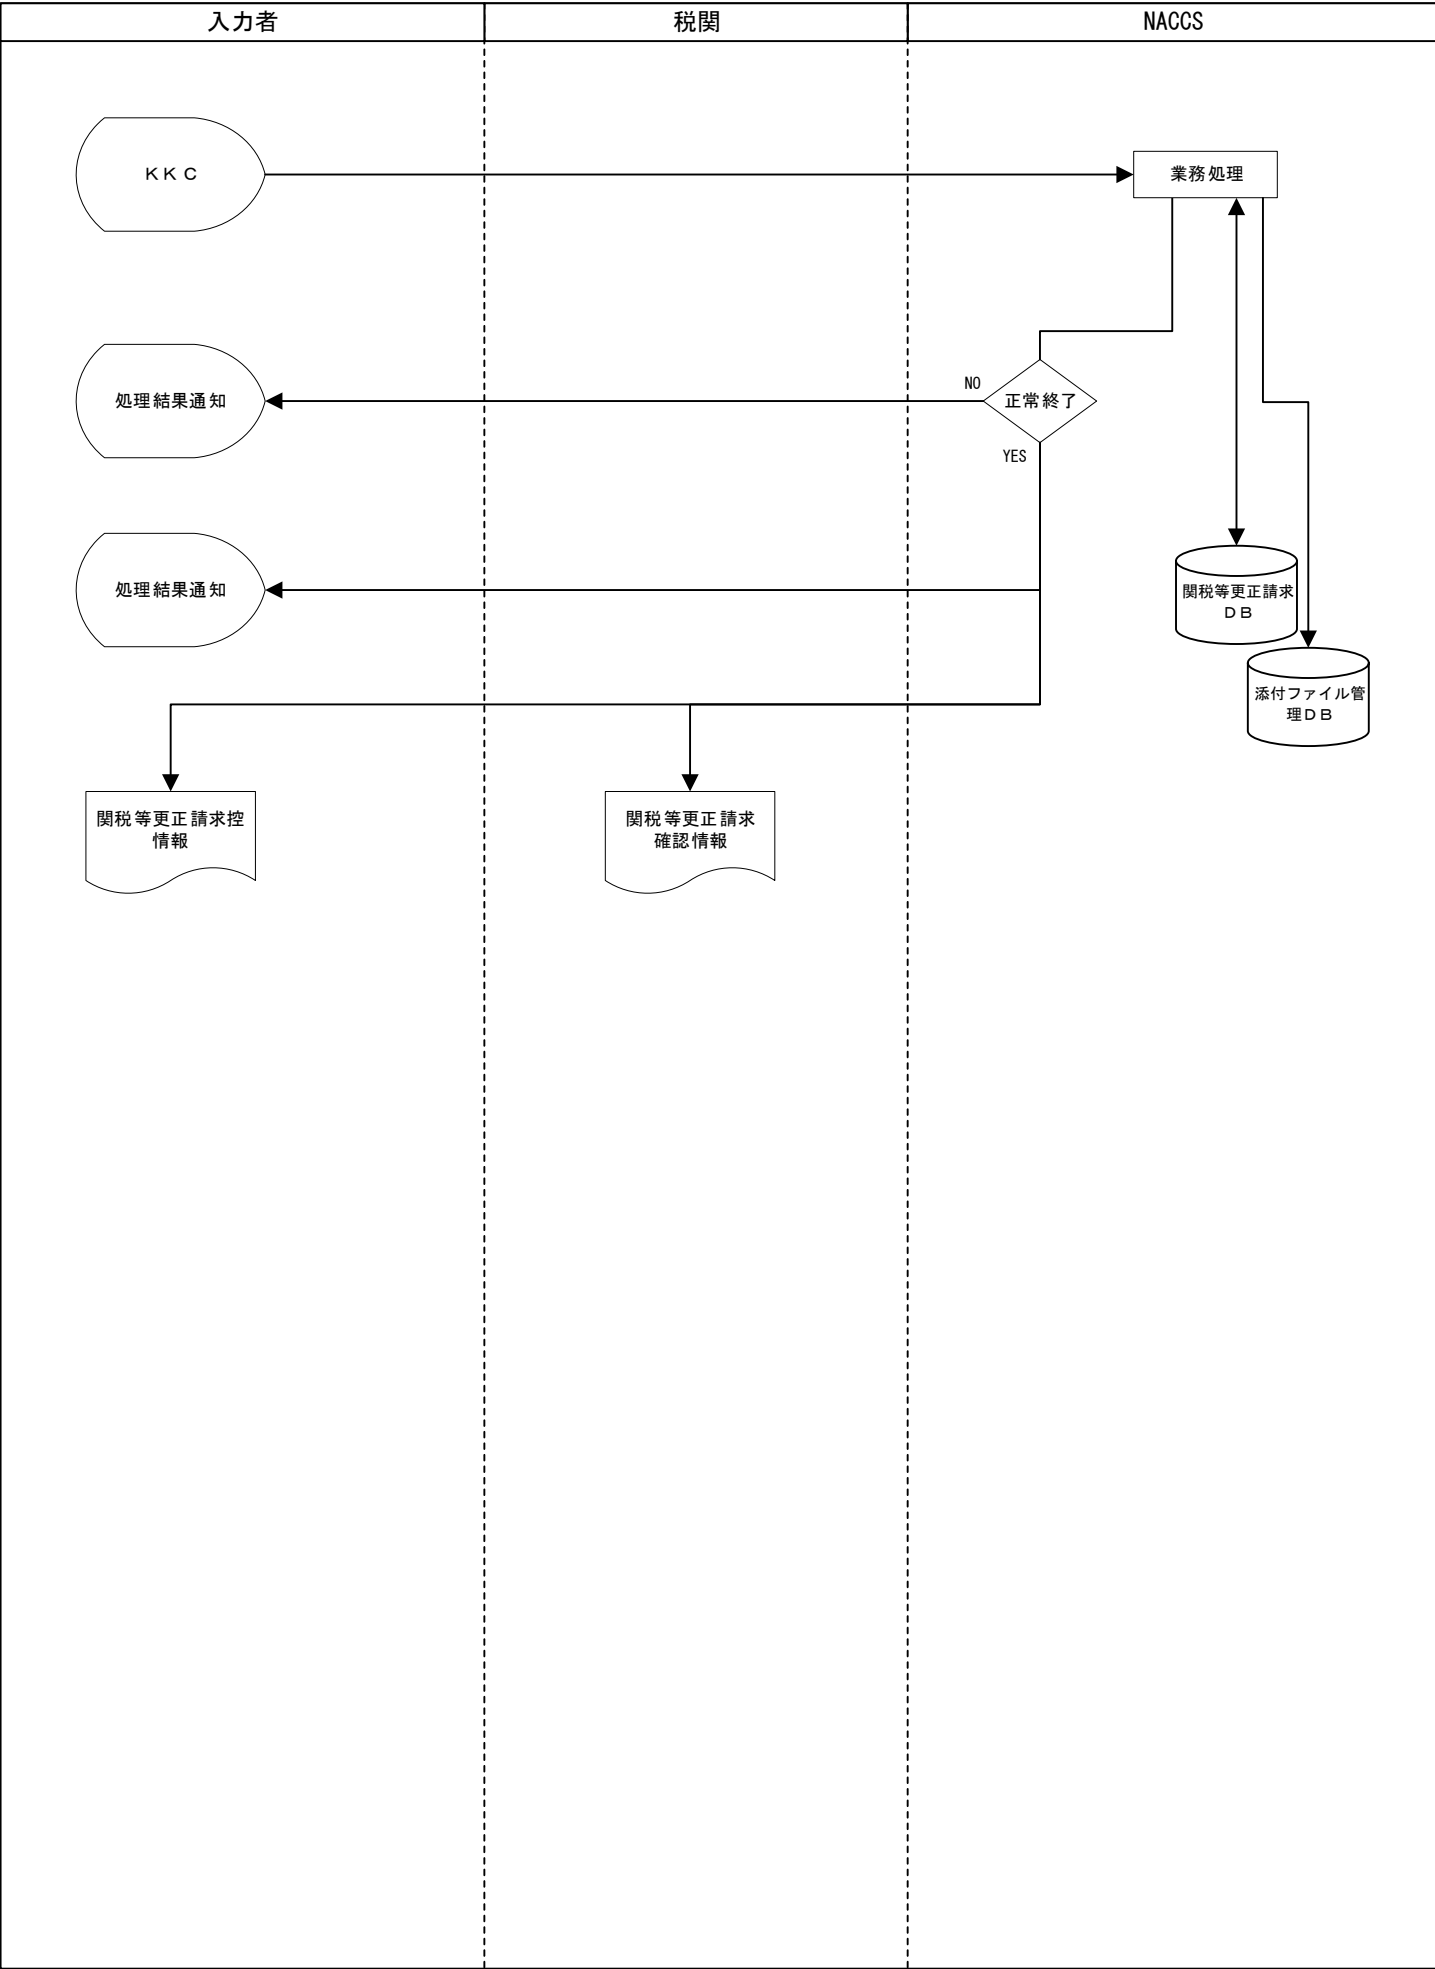 入力者
税関
NACCS
ＫＫＣ
業務処理
処理結果通知
NO
正常終了
YES
処理結果通知
関税等更正請求
ＤＢ
添付ファイル管
理ＤＢ
関税等更正請求控
情報
関税等更正請求
確認情報